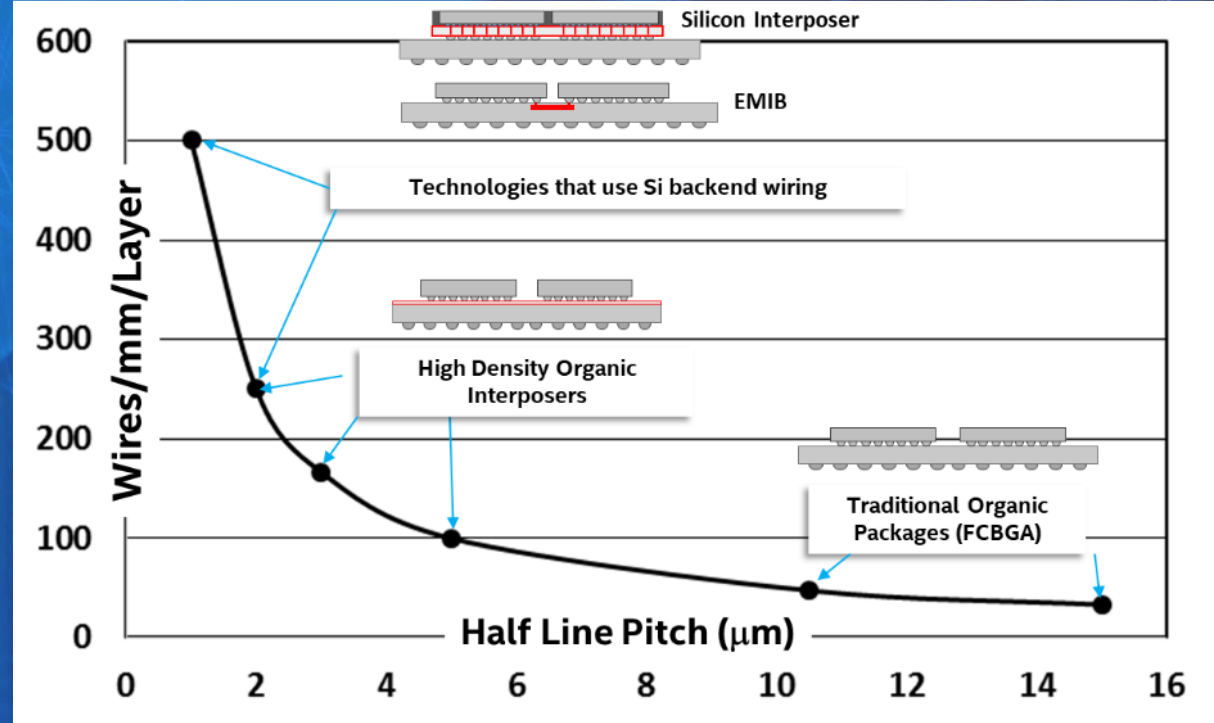 Silicon Interposer
EMIB
600
500
400
300
200
100
0
Wires/mm/Layer
Technologies that use Si backend wiring
High Density Organic
Interposers
Traditional Organic
Packages (FCBGA)
Half Line Pitch (μm)
0 2 4 6 8 10 12 14 16